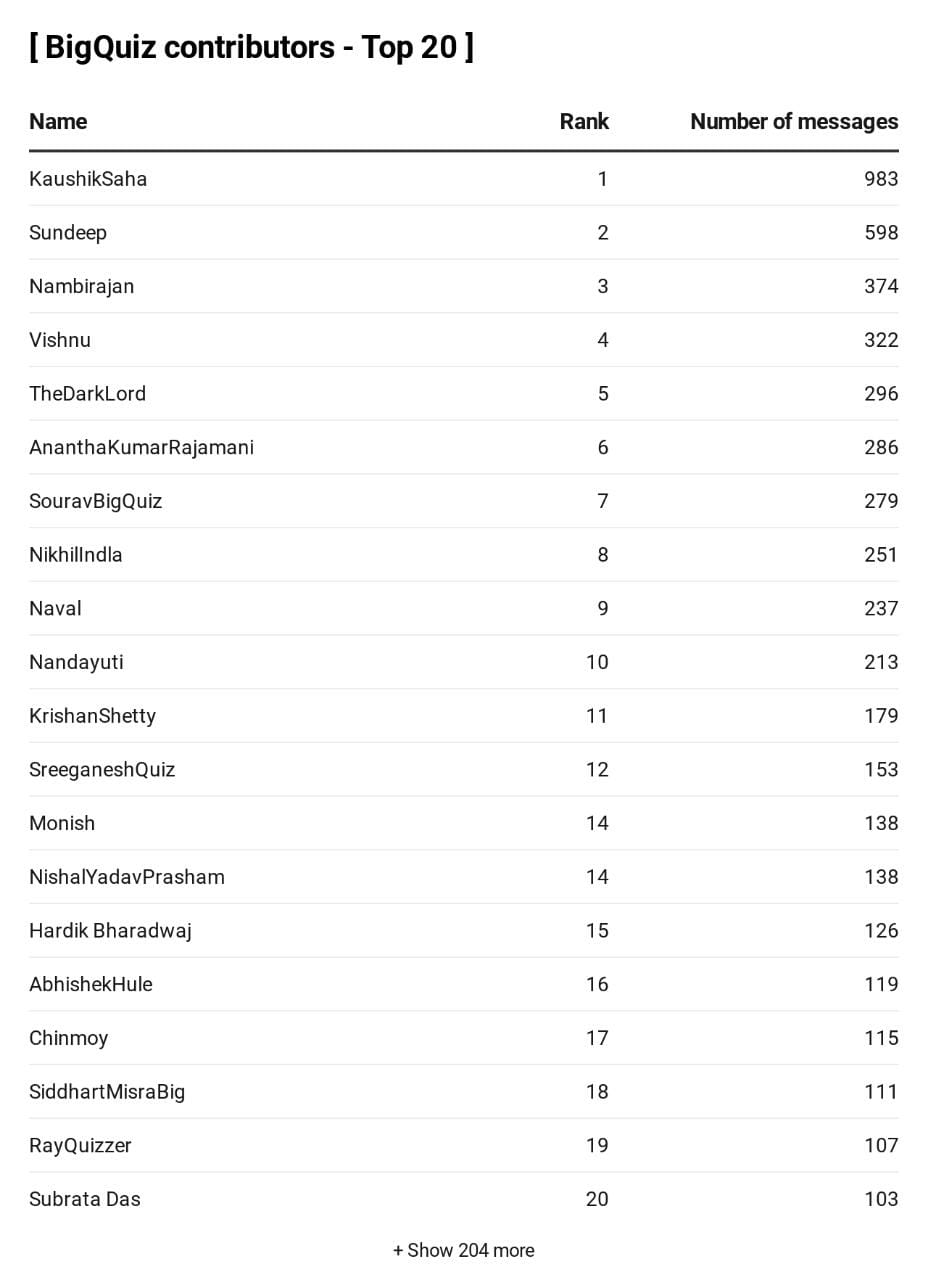 [ BigQuiz contributors - Top 20 ]
Name Rank Number of messages
KaushikSaha 1 983
Sundeep 2 598
Nambirajan 3 374
Vishnu 4 322
TheDarkLord 5 296
AnanthaKumarRajamani 6 286
SouravBigQuiz 7 279
NikhilIndla 8 251
Naval 9 237
Nandayuti 10 213
KrishanShetty 11 179
SreeganeshQuiz 12 153
Monish 14 138
NishalYadavPrasham 14 138
Hardik Bharadwaj 15 126
AbhishekHule 16 119
Chinmoy 17 115
SiddhartMisraBig 18 111
RayQuizzer 19 107
Subrata Das 20 103
+ Show 204 more